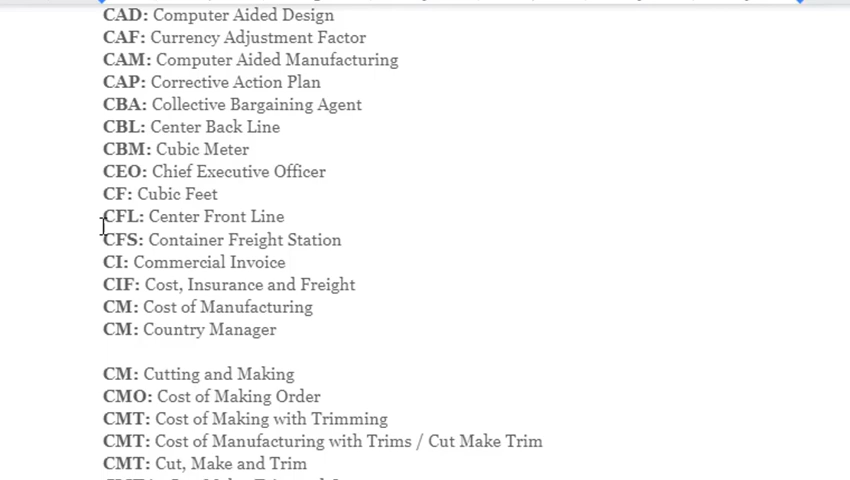 CAD: Computer Aided Design
CAF: Currency Adjustment Factor
CAM: Computer Aided Manufacturing
CAP: Corrective Action Plan
CBA: Collective Bargaining Agent
CBL: Center Back Line
CBM: Cubic Meter
CEO: Chief Executive Officer
CF: Cubic Feet
CFL: Center Front Line
CFS: Container Freight Station
CI: Commercial Invoice
CIF: Cost, Insurance and Freight
CM: Cost of Manufacturing
CM: Country Manager
CM: Cutting and Making
CMO: Cost of Making Order
CMT: Cost of Making with Trimming
CMT: Cost of Manufacturing with Trims / Cut Make Trim
CMT: Cut, Make and Trim